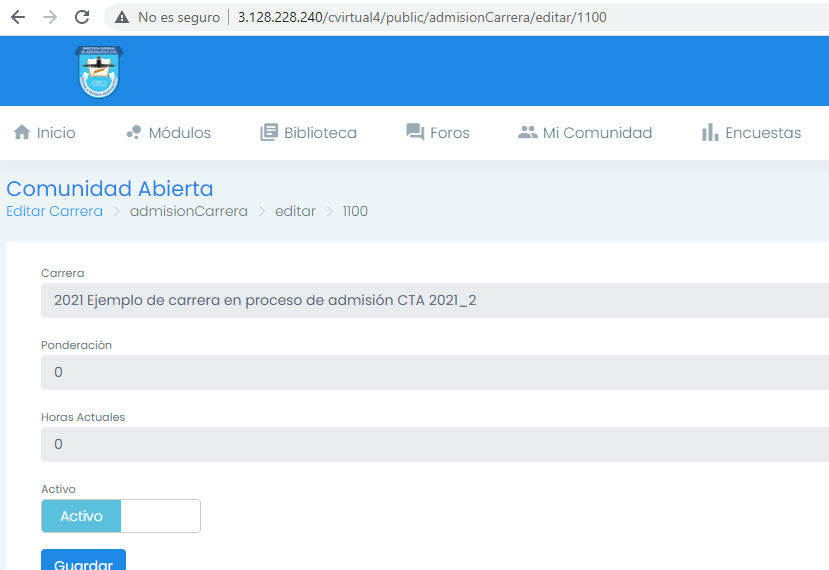 No es seguro | 3.128.228.240/cvirtual4/public/admisionCarrera/editar/1100
Inicio Módulos Biblioteca Foros Mi Comunidad Encuestas
Comunidad Abierta
Editar Carrera > admisionCarrera > editar > 1100
Carrera
2021 Ejemplo de carrera en proceso de admisión CTA 2021_2
Ponderación
0
Horas Actuales
0
Activo
Activo
Guardar